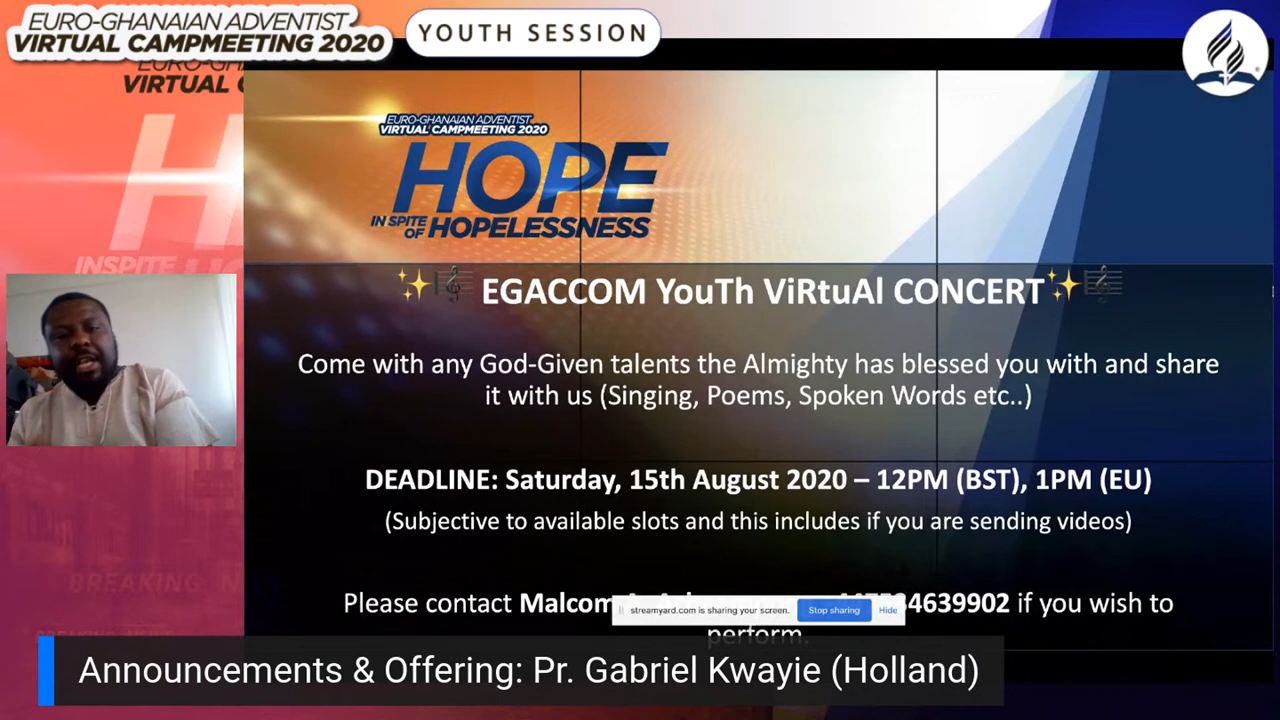 EURO-GHANAIAN ADVENTIST
VIRTUAL CAMPMEETING 2020
YOUTH SESSION
VIRTUAL
H
INSPITE
EURO-GHANAIAN ADVENTIST
VIRTUAL CAMPMEETING 2020
HOPE
IN SPITE
OF HOPELESSNESS
EGACCOM YouTh ViRtuAl CONCERT
Come with any God-Given talents the Almighty has blessed you with and share
it with us (Singing, Poems, Spoken Words etc..)
DEADLINE: Saturday, 15th August 2020 – 12PM (BST), 1PM (EU)
(Subjective to available slots and this includes if you are sending videos)
Please contact Malcom 4639902 if you wish to
perform.
streamyard.com is sharing your screen. Stop sharing Hide
BREAKING
Announcements & Offering: Pr. Gabriel Kwayie (Holland)